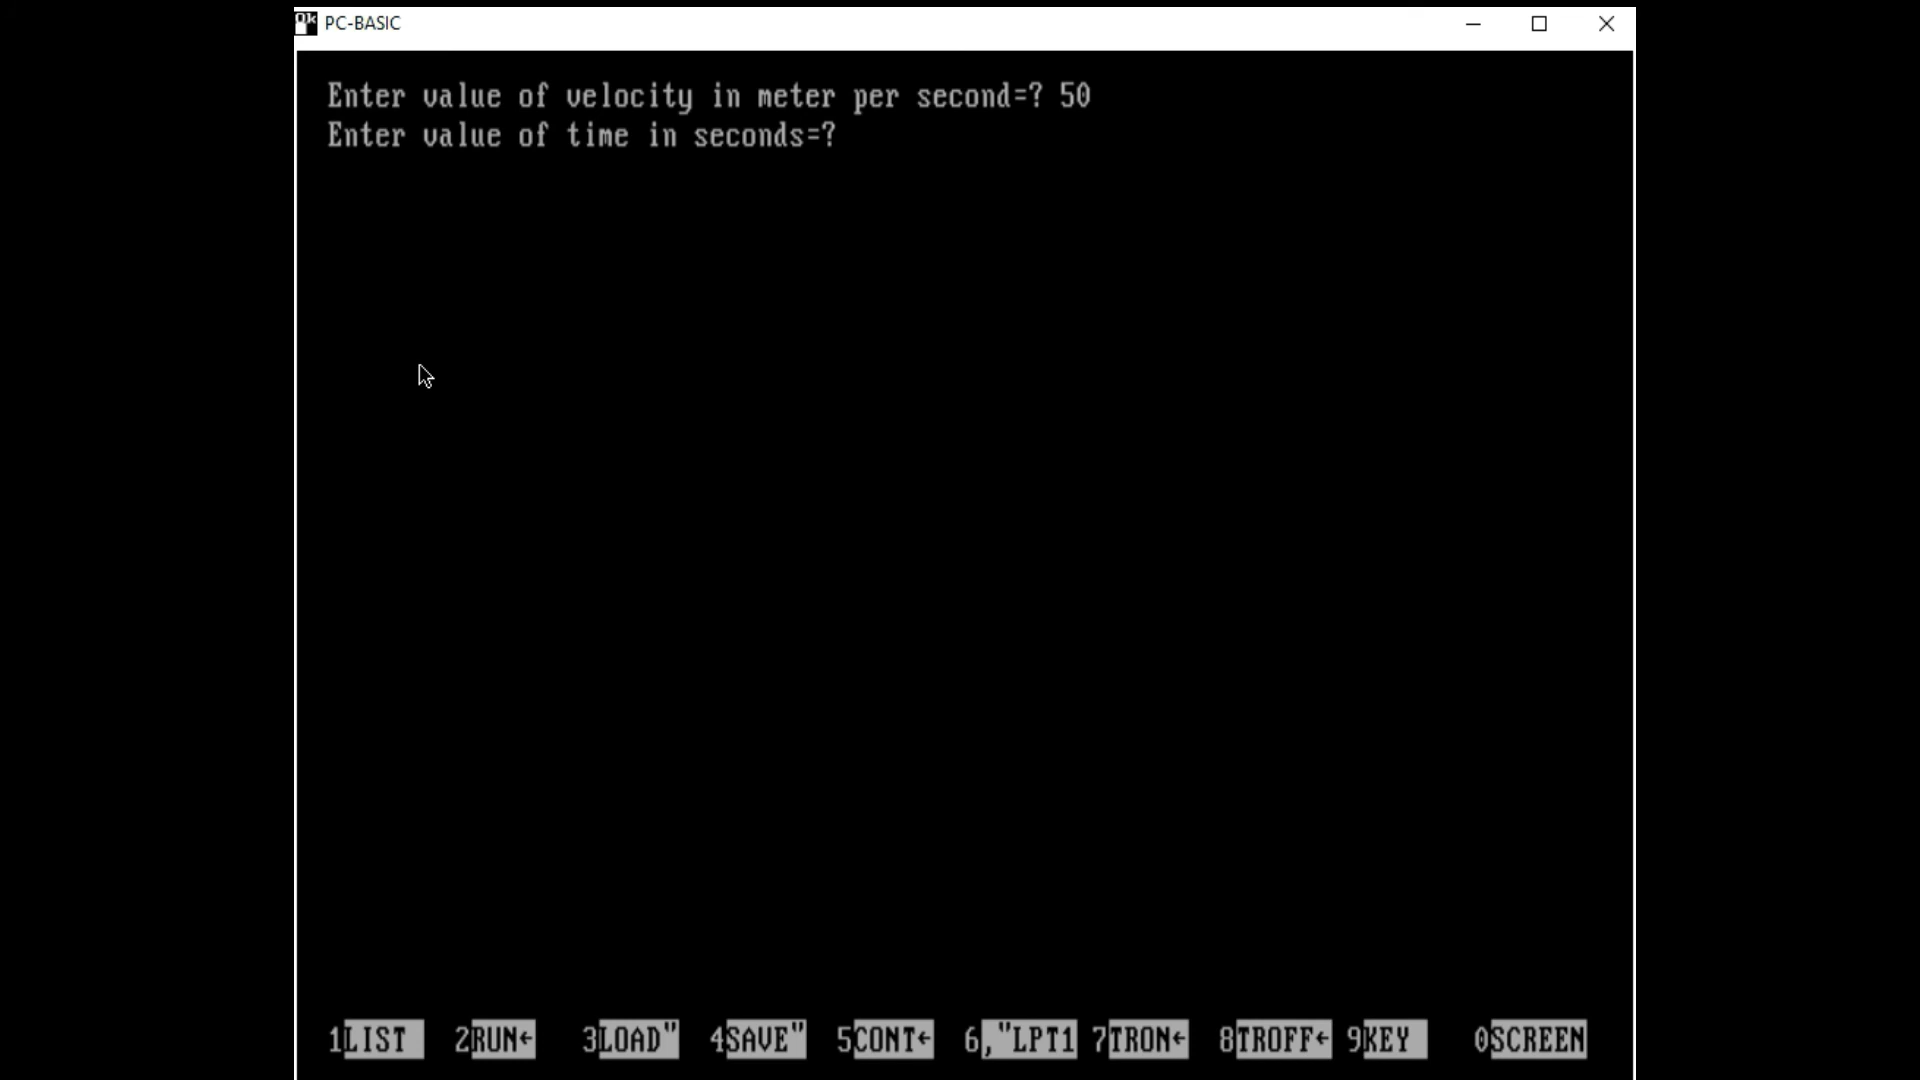 Ok PC-BASIC
Enter value of velocity in meter per second=? 50
Enter value of time in seconds=?
1LIST 2RUN← 3LOAD" 4SAVE" 5CONT← 6,"LPT1 7TRON← 8TROFF← 9KEY 0SCREEN